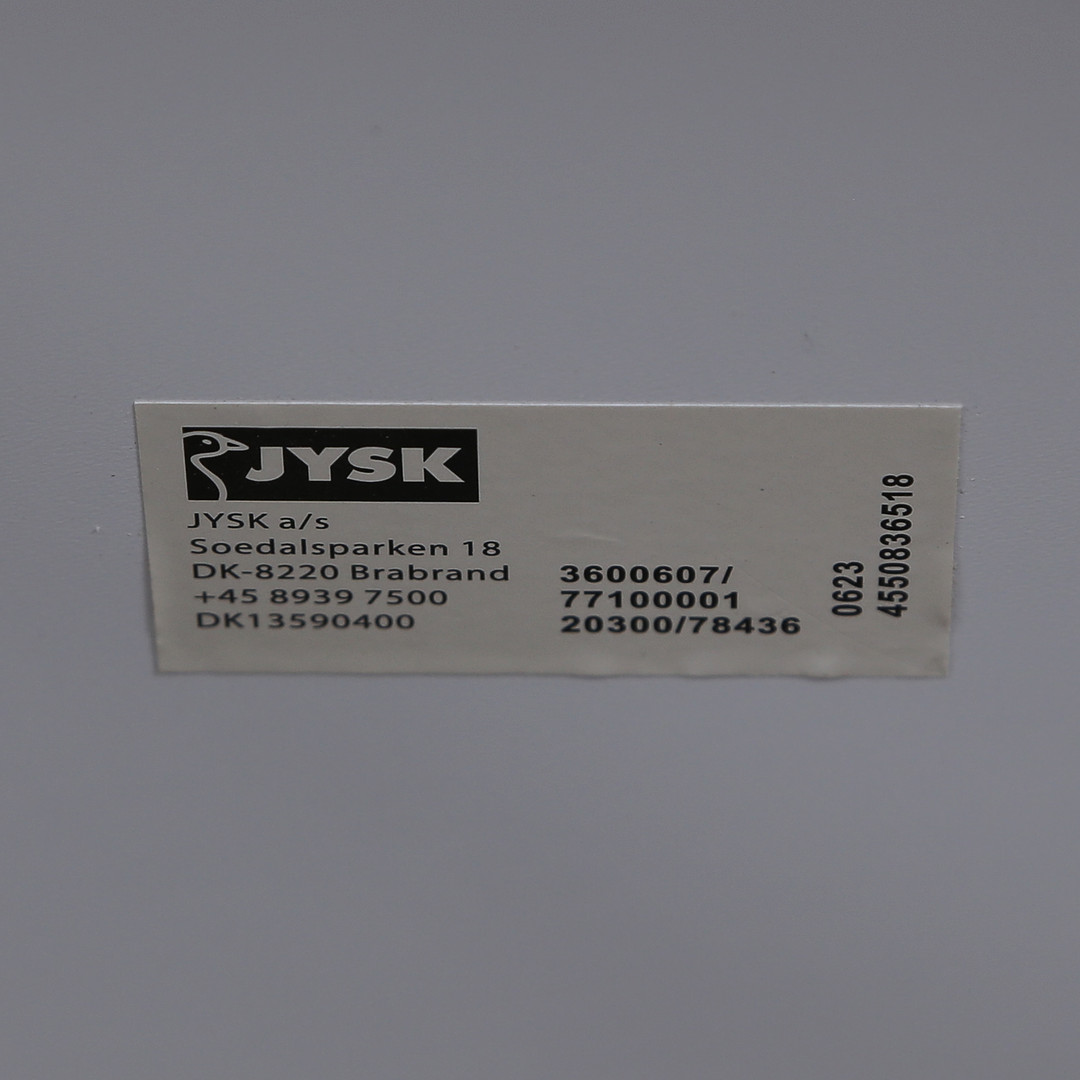 JYSK
JYSK a/s
Soedalsparken 18
DK-8220 Brabrand
+45 8939 7500
DK13590400
3600607/
77100001
20300/78436
0623
4550836518